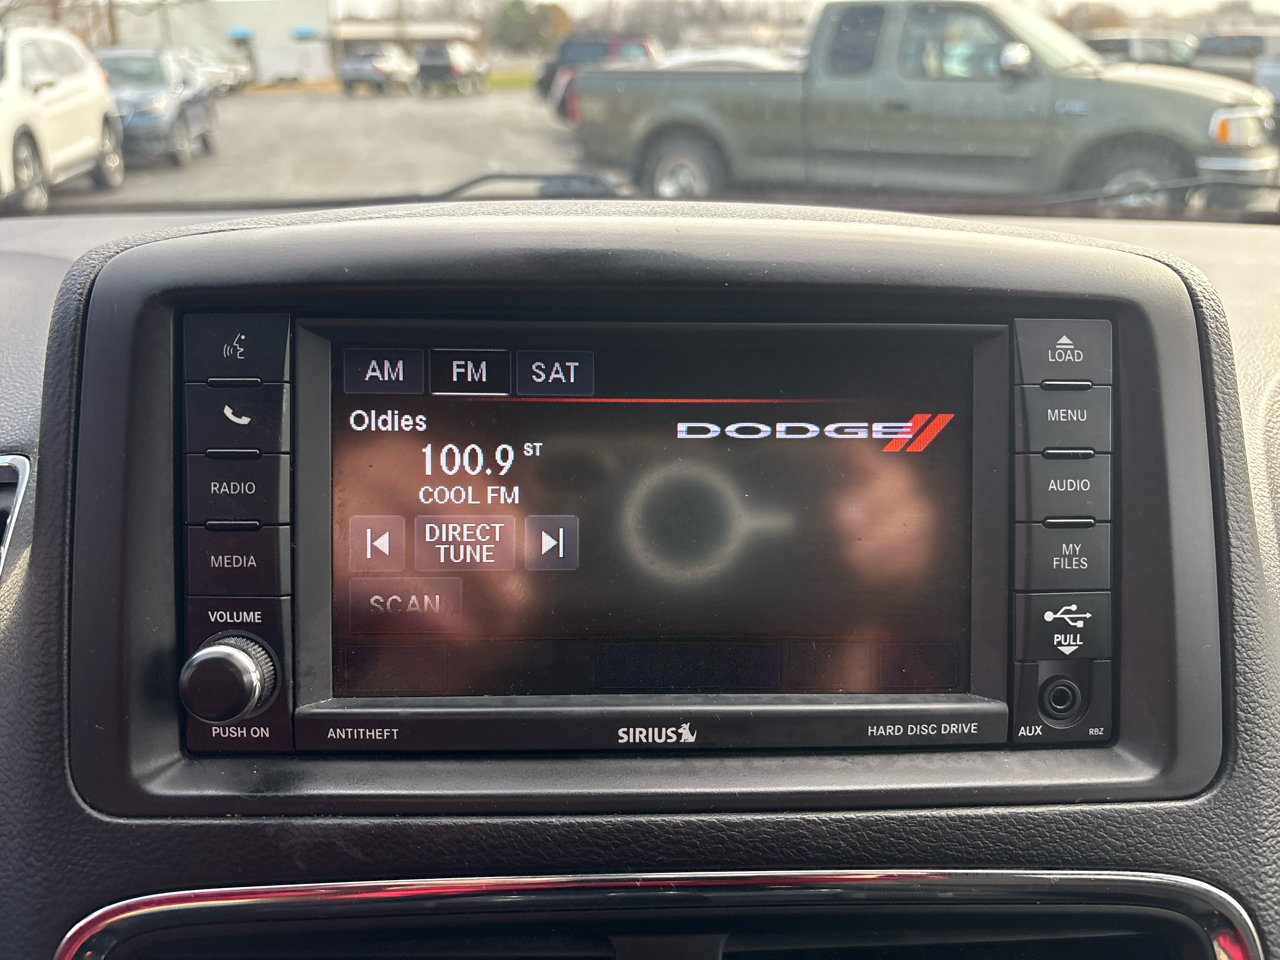 AM FM SAT
Oldies
100.9 ST
COOL FM
DIRECT
TUNE
SCAN
DODGE
RADIO
MEDIA
VOLUME
PUSH ON
LOAD
MENU
AUDIO
MY
FILES
PULL
AUX
RBZ
ANTITHEFT
SIRIUS
HARD DISC DRIVE